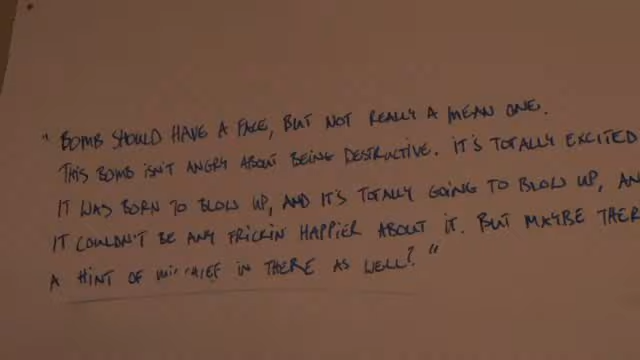 "BOMB SHOULD HAVE A FACE, BUT NOT REALLY A MEAN ONE.
THIS BOMB ISN'T ANGRY ABOUT BEING DESTRUCTIVE. IT'S TOTALLY EXCITED
IT WAS BORN TO BLOW UP, AND IT'S TOTALLY GOING TO BLOW UP, AN
IT COULDN'T BE ANY FRICKIN HAPPIER ABOUT IT. BUT MAYBE THER
A HINT OF MISCHIEF IN THERE AS WELL?"